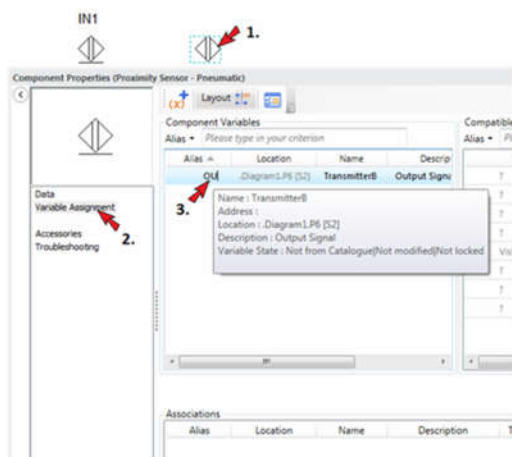 IN1
1.
Component Properties (Proximity Sensor - Pneumatic)
(x) Layout
Component Variables
Alias Please type in your criterion
Alias Location Name Descrip
OU .Diagram1.P6 [S2] TransmitterB Output Signa
3.
Name : TransmitterB
Address :
Location : .Diagram1.P6 [S2]
Description : Output Signal
Variable State : Not from Catalogue|Not modified|Not locked
Data
Variable Assignment
2.
Accessories
Troubleshooting
Compatible
Alias Pl
Vis
Associations
Alias Location Name Description T